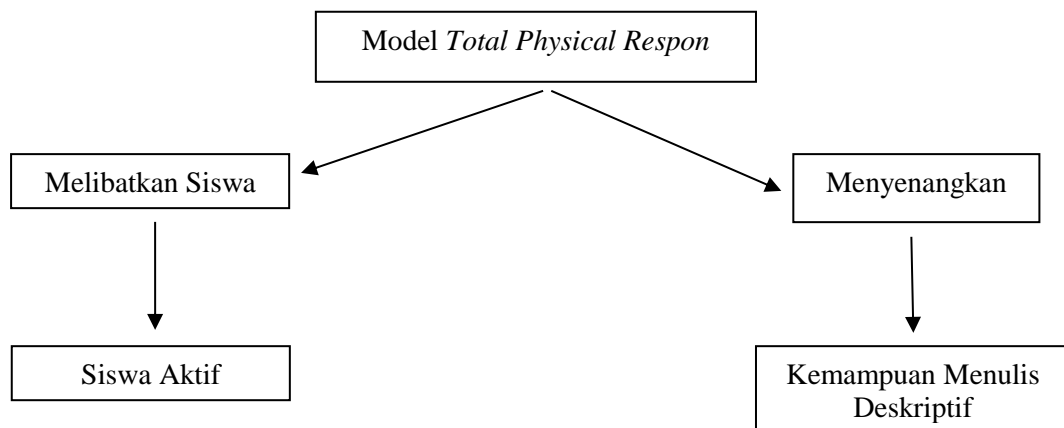 Model Total Physical Respon
Melibatkan Siswa
Menyenangkan
Siswa Aktif
Kemampuan Menulis
Deskriptif